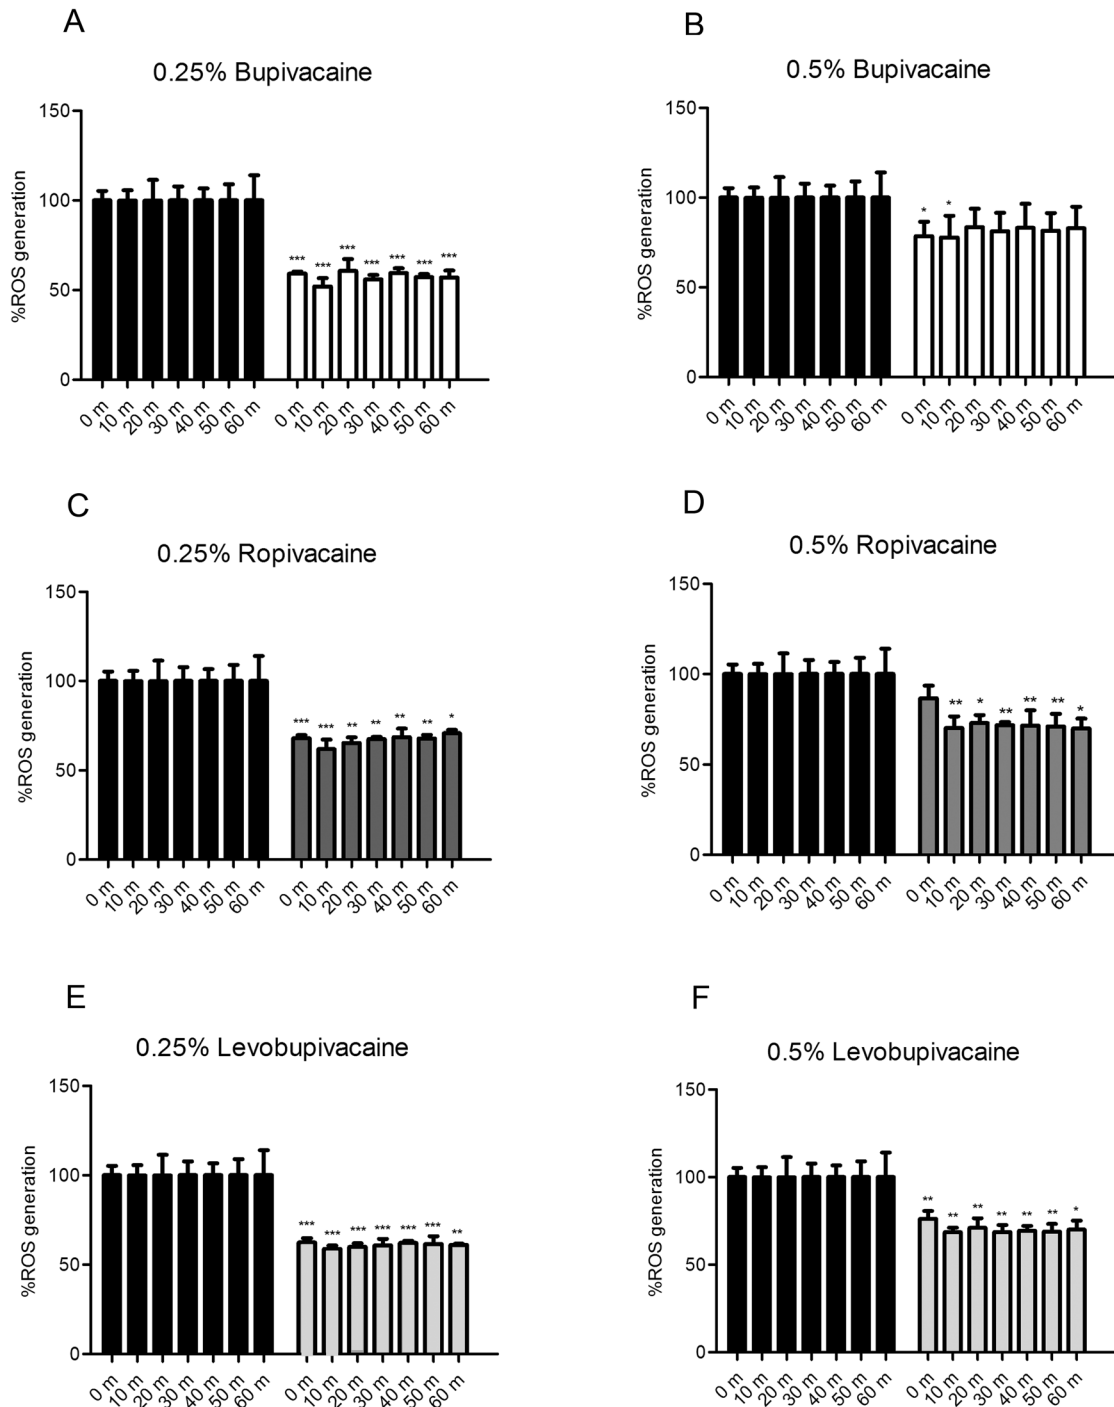 A
0.25% Bupivacaine
%ROS generation
150
100
50
0
*** *** *** *** *** *** ***
0 m 10 m 20 m 30 m 40 m 50 m 60 m 0 m 10 m 20 m 30 m 40 m 50 m 60 m
B
0.5% Bupivacaine
%ROS generation
150
100
50
0
* *
0 m 10 m 20 m 30 m 40 m 50 m 60 m 0 m 10 m 20 m 30 m 40 m 50 m 60 m
C
0.25% Ropivacaine
%ROS generation
150
100
50
0
*** *** ** ** ** ** *
0 m 10 m 20 m 30 m 40 m 50 m 60 m 0 m 10 m 20 m 30 m 40 m 50 m 60 m
D
0.5% Ropivacaine
%ROS generation
150
100
50
0
** * ** ** ** *
0 m 10 m 20 m 30 m 40 m 50 m 60 m 0 m 10 m 20 m 30 m 40 m 50 m 60 m
E
0.25% Levobupivacaine
%ROS generation
150
100
50
0
*** *** *** *** *** *** **
0 m 10 m 20 m 30 m 40 m 50 m 60 m 0 m 10 m 20 m 30 m 40 m 50 m 60 m
F
0.5% Levobupivacaine
%ROS generation
150
100
50
0
** ** ** ** ** ** *
0 m 10 m 20 m 30 m 40 m 50 m 60 m 0 m 10 m 20 m 30 m 40 m 50 m 60 m